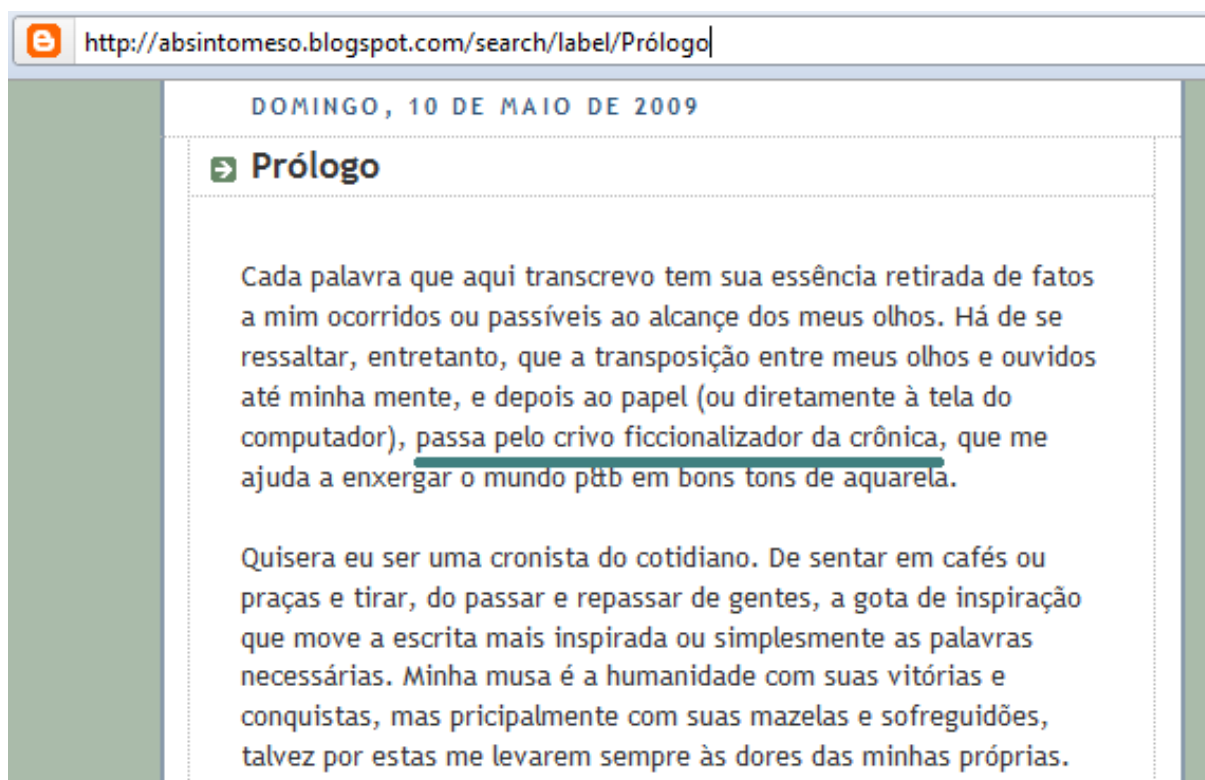 http://absintomeso.blogspot.com/search/label/Prólogo
DOMINGO, 10 DE MAIO DE 2009
Prólogo
Cada palavra que aqui transcrevo tem sua essência retirada de fatos
a mim ocorridos ou passíveis ao alcançe dos meus olhos. Há de se
ressaltar, entretanto, que a transposição entre meus olhos e ouvidos
até minha mente, e depois ao papel (ou diretamente à tela do
computador), passa pelo crivo ficcionalizador da crônica, que me
ajuda a enxergar o mundo p&b em bons tons de aquarela.
Quisera eu ser uma cronista do cotidiano. De sentar em cafés ou
praças e tirar, do passar e repassar de gentes, a gota de inspiração
que move a escrita mais inspirada ou simplesmente as palavras
necessárias. Minha musa é a humanidade com suas vitórias e
conquistas, mas pricipalmente com suas mazelas e sofreguidões,
talvez por estas me levarem sempre às dores das minhas próprias.